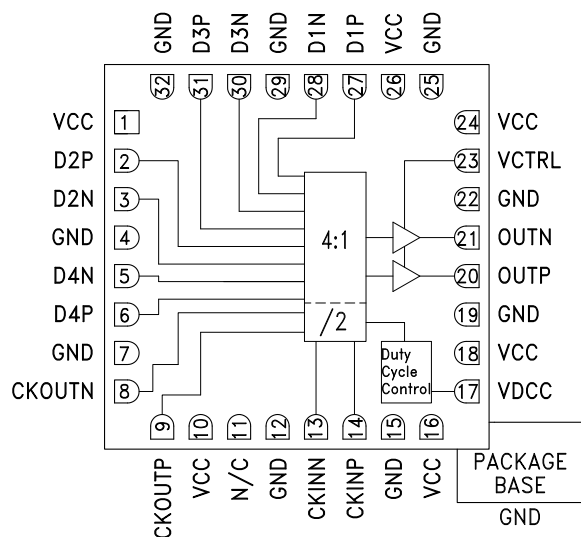 GND
D3P
D3N
GND
D1N
D1P
VCC
GND
32
31
30
29
28
27
26
25
VCC 1
D2P 2
D2N 3
GND 4
D4N 5
D4P 6
GND 7
CKOUTN 8
4:1
/2
Duty
Cycle
Control
24 VCC
23 VCTRL
22 GND
21 OUTN
20 OUTP
19 GND
18 VCC
17 VDCC
9
10
11
12
13
14
15
16
CKOUTP
VCC
N/C
GND
CKINN
CKINP
GND
VCC
PACKAGE
BASE
GND